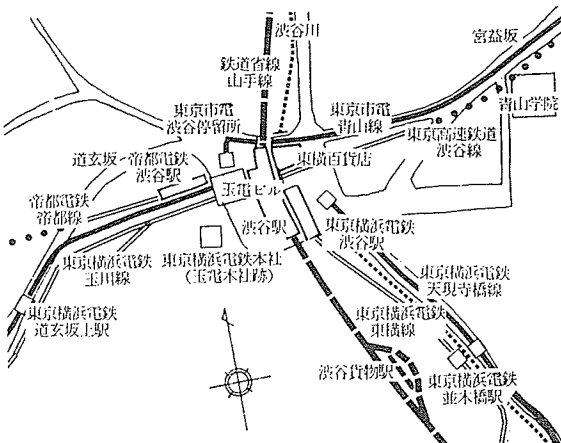 渋谷川
宮益坂
鉄道省線
山手線
東京市電
渋谷停留所
東京市電
青山線
青山学院
東京高速鉄道
渋谷線
道玄坂
帝都電鉄
渋谷駅
東横百貨店
玉電ビル
帝都電鉄
帝都線
渋谷駅
東京横浜電鉄
渋谷駅
東京横浜電鉄
玉川線
東京横浜電鉄本社
(玉電本社跡)
東京横浜電鉄
天現寺橋線
東京横浜電鉄
道玄坂上駅
東京横浜電鉄
東横線
渋谷貨物駅
東京横浜電鉄
並木橋駅